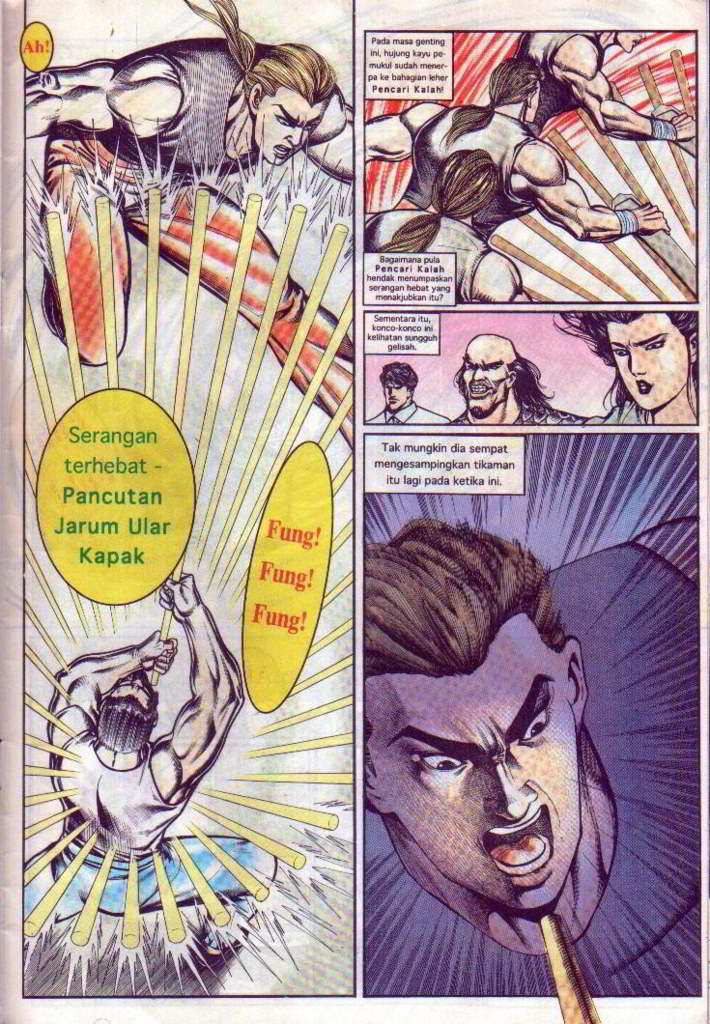 Ah!
Serangan
terhebat -
Pancutan
Jarum Ular
Kapak
Fung!
Fung!
Fung!
Pada masa genting
ini, hujung kayu pe-
mukul sudah mener-
pa ke bahagian leher
Pencari Kalah!
Bagaimana pula
Pencari Kalah
hendak menumpaskan
serangan hebat yang
menakjubkan itu?
Sementara itu,
konco-konco ini
kelihatan sungguh
gelisah.
Tak mungkin dia sempat
mengesampingkan tikaman
itu lagi pada ketika ini.